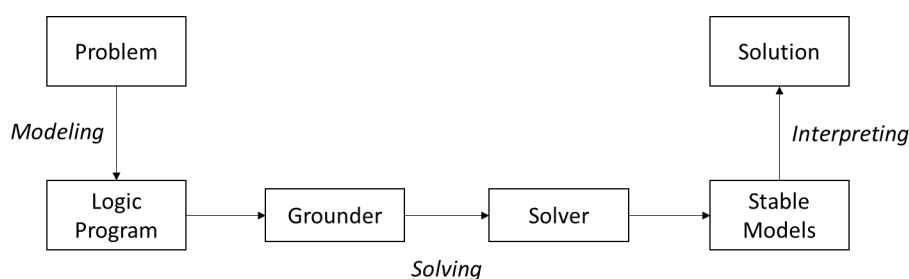 Problem
Solution
Modeling
Interpreting
Logic
Program
Grounder
Solver
Stable
Models
Solving